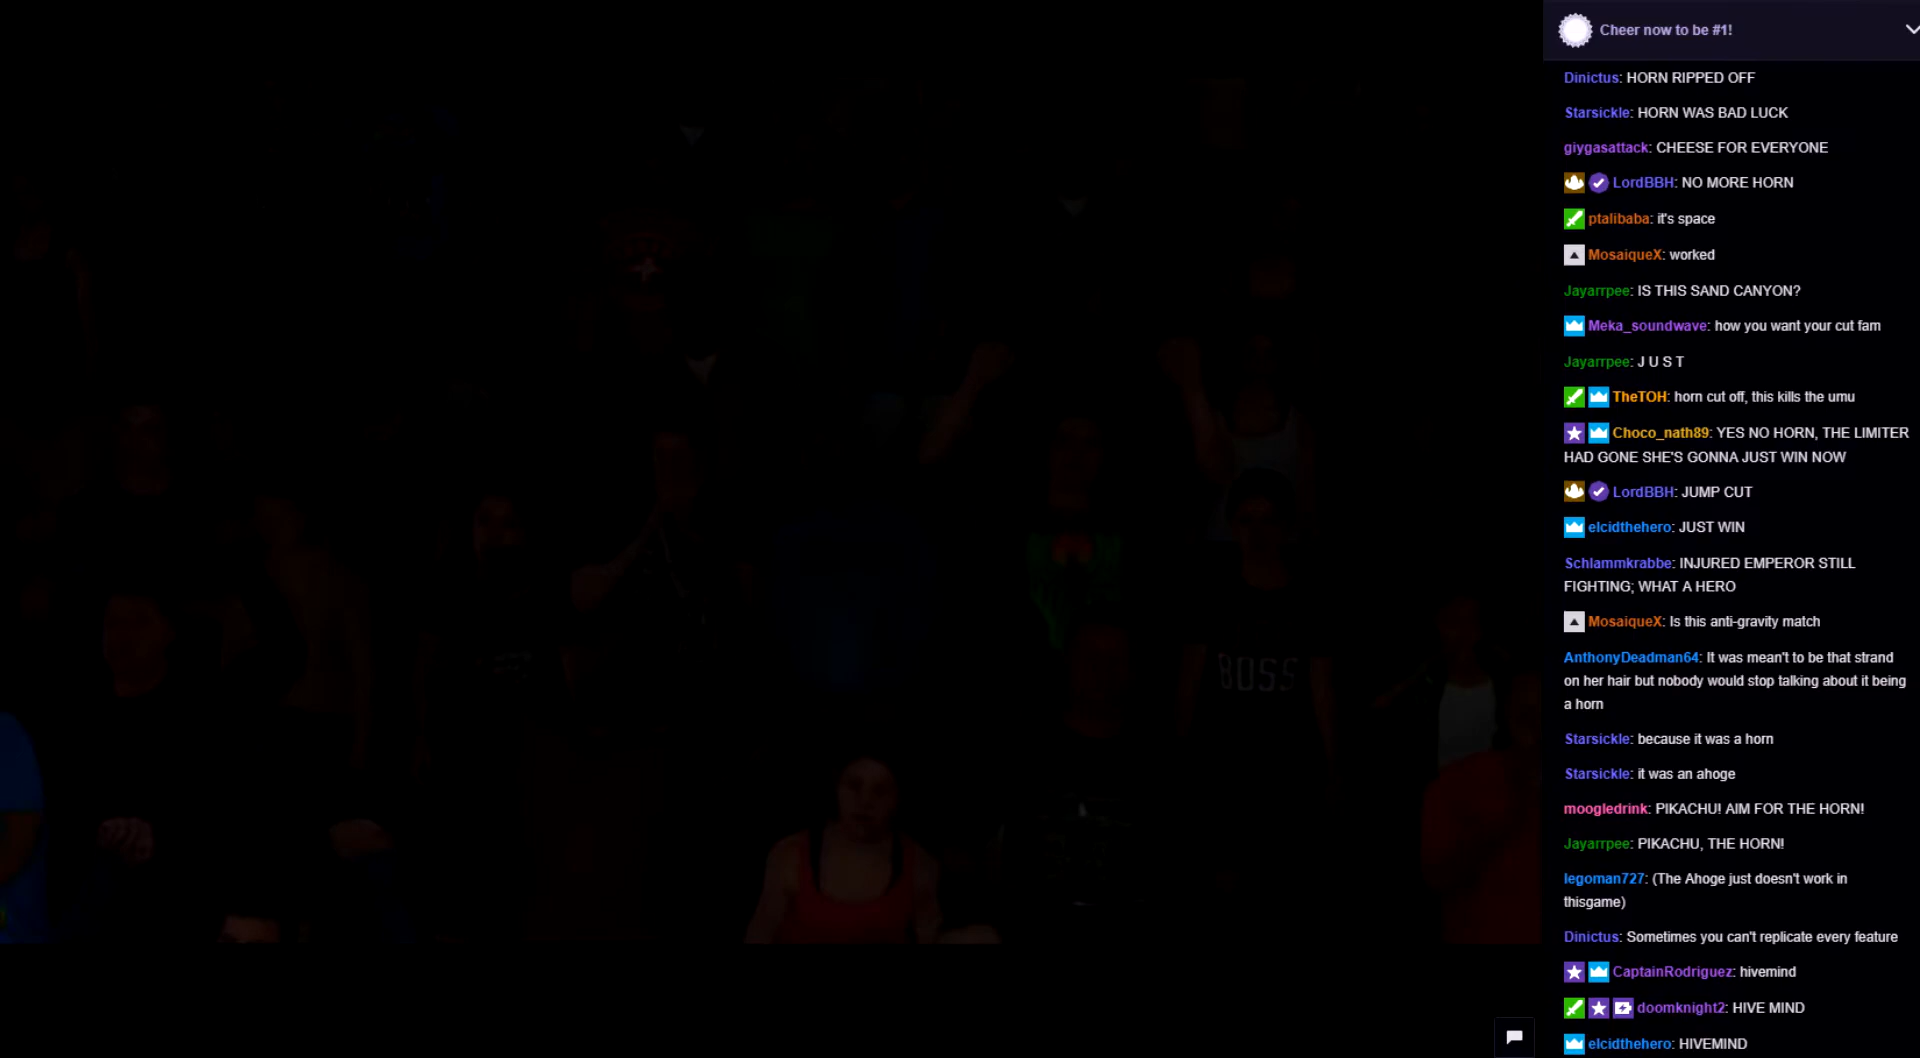 Cheer now to be #1!
Dinictus: HORN RIPPED OFF
Starsickle: HORN WAS BAD LUCK
giygasattack: CHEESE FOR EVERYONE
LordBBH: NO MORE HORN
ptalibaba: it's space
MosaiqueX: worked
Jayarrpee: IS THIS SAND CANYON?
Meka_soundwave: how you want your cut fam
Jayarrpee: J U S T
TheTOH: horn cut off, this kills the umu
Choco_nath89: YES NO HORN, THE LIMITER
HAD GONE SHE'S GONNA JUST WIN NOW
LordBBH: JUMP CUT
elcidthehero: JUST WIN
Schlammkrabbe: INJURED EMPEROR STILL
FIGHTING; WHAT A HERO
MosaiqueX: Is this anti-gravity match
AnthonyDeadman64: It was mean't to be that strand
on her hair but nobody would stop talking about it being
a horn
Starsickle: because it was a horn
Starsickle: it was an ahoge
moogledrink: PIKACHU! AIM FOR THE HORN!
Jayarrpee: PIKACHU, THE HORN!
legoman727: (The Ahoge just doesn't work in
thisgame)
Dinictus: Sometimes you can't replicate every feature
CaptainRodriguez: hivemind
doomknight2: HIVE MIND
elcidthehero: HIVEMIND
BOSS